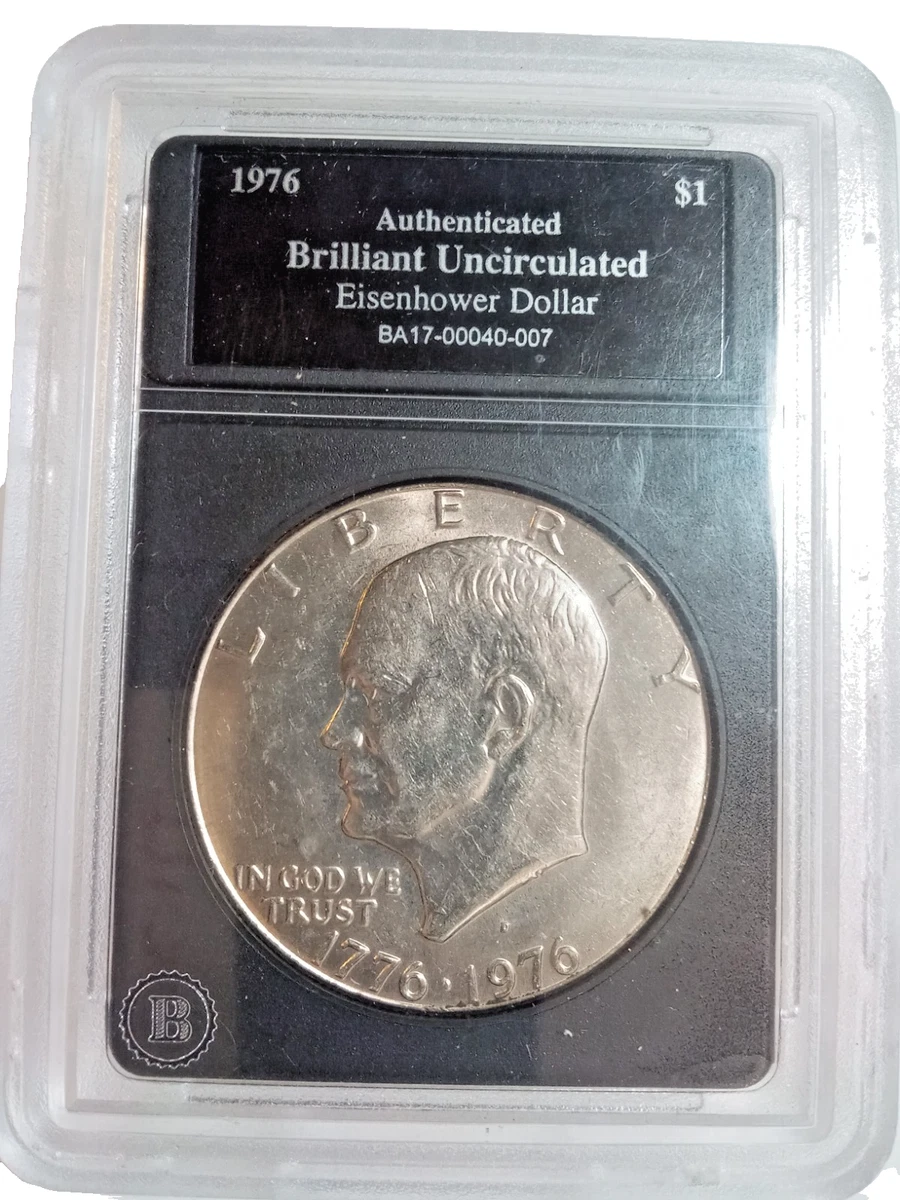 1976 $1
Authenticated
Brilliant Uncirculated
Eisenhower Dollar
BA17-00040-007
LIBERTY
IN GOD WE
TRUST
1776 · 1976
B